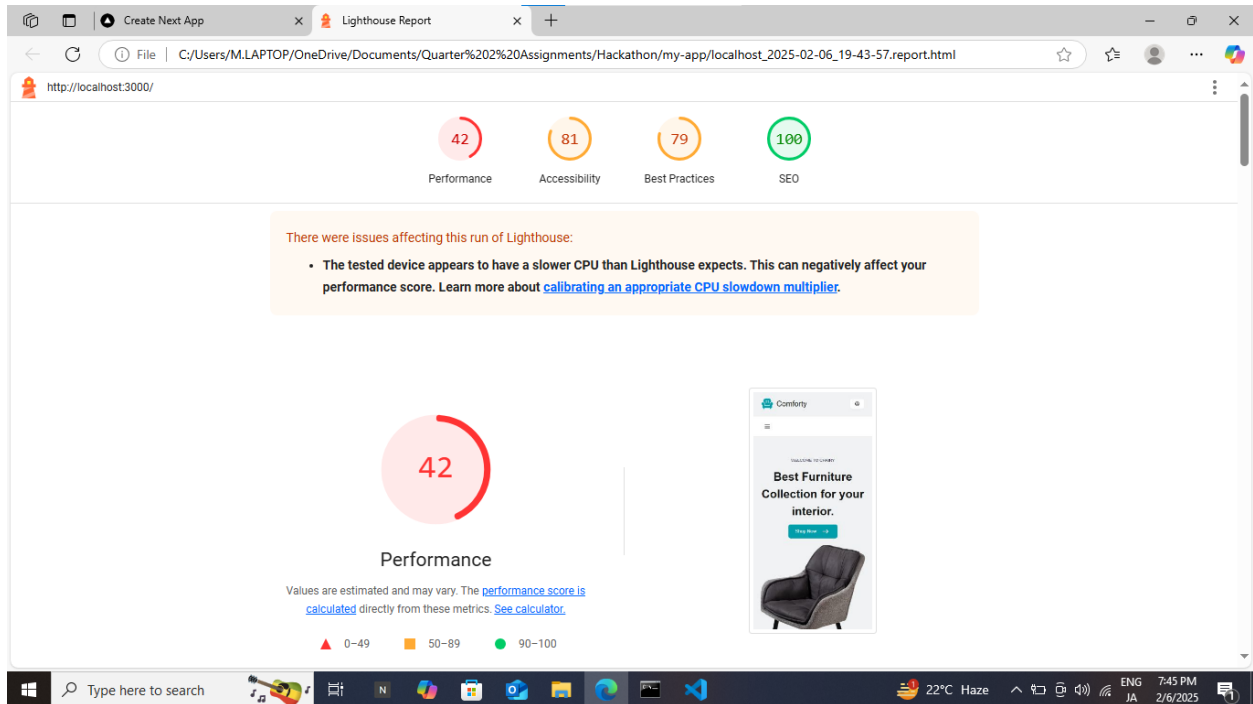 Create Next App
Lighthouse Report
File
C:/Users/M.LAPTOP/OneDrive/Documents/Quarter%202%20Assignments/Hackathon/my-app/localhost_2025-02-06_19-43-57.report.html
http://localhost:3000/
42
81
79
100
Performance
Accessibility
Best Practices
SEO
There were issues affecting this run of Lighthouse:
• The tested device appears to have a slower CPU than Lighthouse expects. This can negatively affect your
performance score. Learn more about calibrating an appropriate CPU slowdown multiplier.
42
Performance
Values are estimated and may vary. The performance score is
calculated directly from these metrics. See calculator.
0–49
50–89
90–100
Comforty
WELCOME TO CHAIRY
Best Furniture
Collection for your
interior.
Shop Now
Type here to search
N
22°C Haze
ENG
JA
7:45 PM
2/6/2025
1